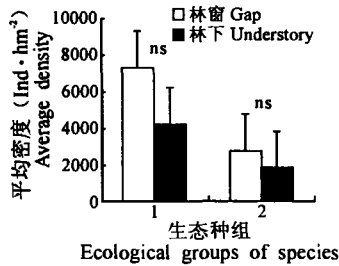 10000
8000
6000
4000
2000
0
平均密度（Ind·hm⁻²）
Average density
林窗 Gap
林下 Understory
ns
ns
1
2
生态种组
Ecological groups of species